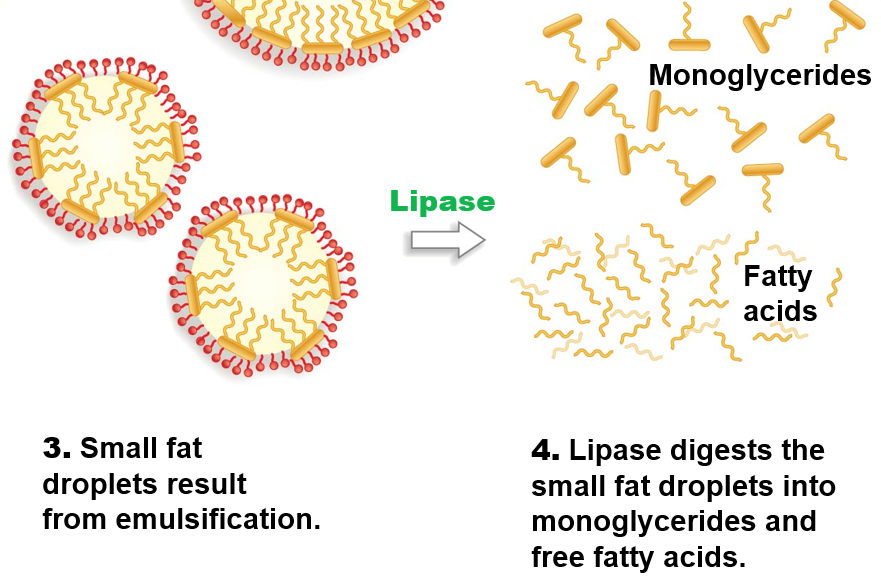 Monoglycerides
Lipase
Fatty
acids
3. Small fat
droplets result
from emulsification.
4. Lipase digests the
small fat droplets into
monoglycerides and
free fatty acids.